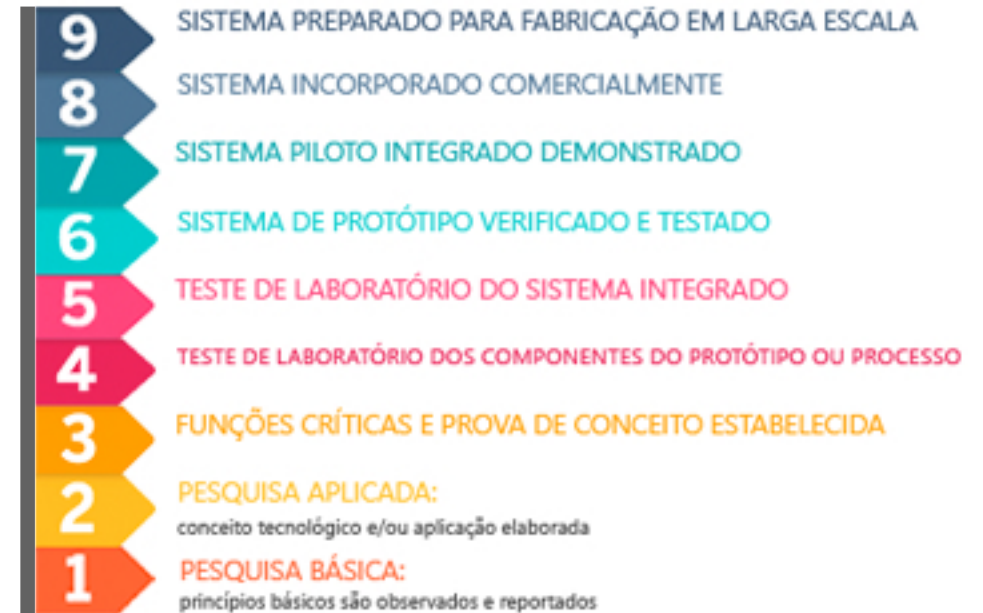 9 SISTEMA PREPARADO PARA FABRICAÇÃO EM LARGA ESCALA
8 SISTEMA INCORPORADO COMERCIALMENTE
7 SISTEMA PILOTO INTEGRADO DEMONSTRADO
6 SISTEMA DE PROTÓTIPO VERIFICADO E TESTADO
5 TESTE DE LABORATÓRIO DO SISTEMA INTEGRADO
4 TESTE DE LABORATÓRIO DOS COMPONENTES DO PROTÓTIPO OU PROCESSO
3 FUNÇÕES CRÍTICAS E PROVA DE CONCEITO ESTABELECIDA
2 PESQUISA APLICADA:
conceito tecnológico e/ou aplicação elaborada
1 PESQUISA BÁSICA:
princípios básicos são observados e reportados